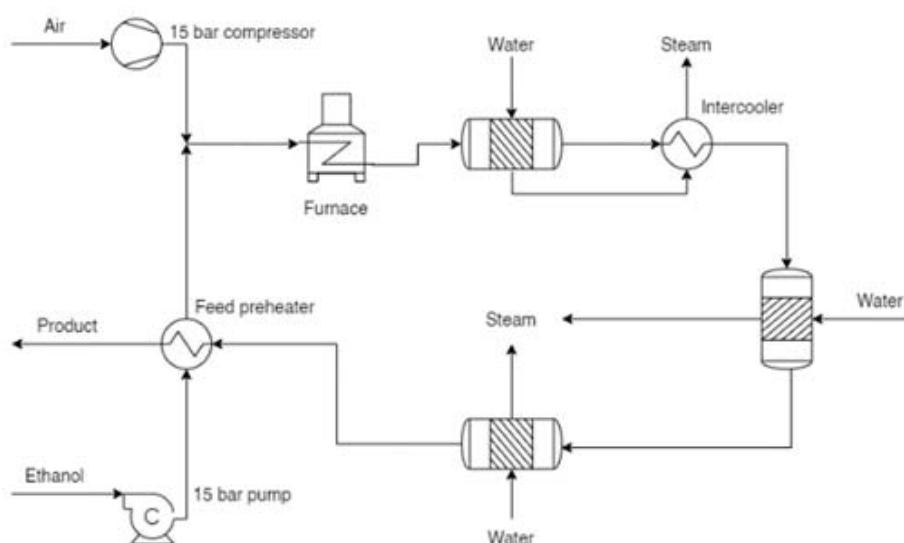 Air
15 bar compressor
Water
Steam
Intercooler
Furnace
Feed preheater
Product
Steam
Water
Ethanol
15 bar pump
C
Water